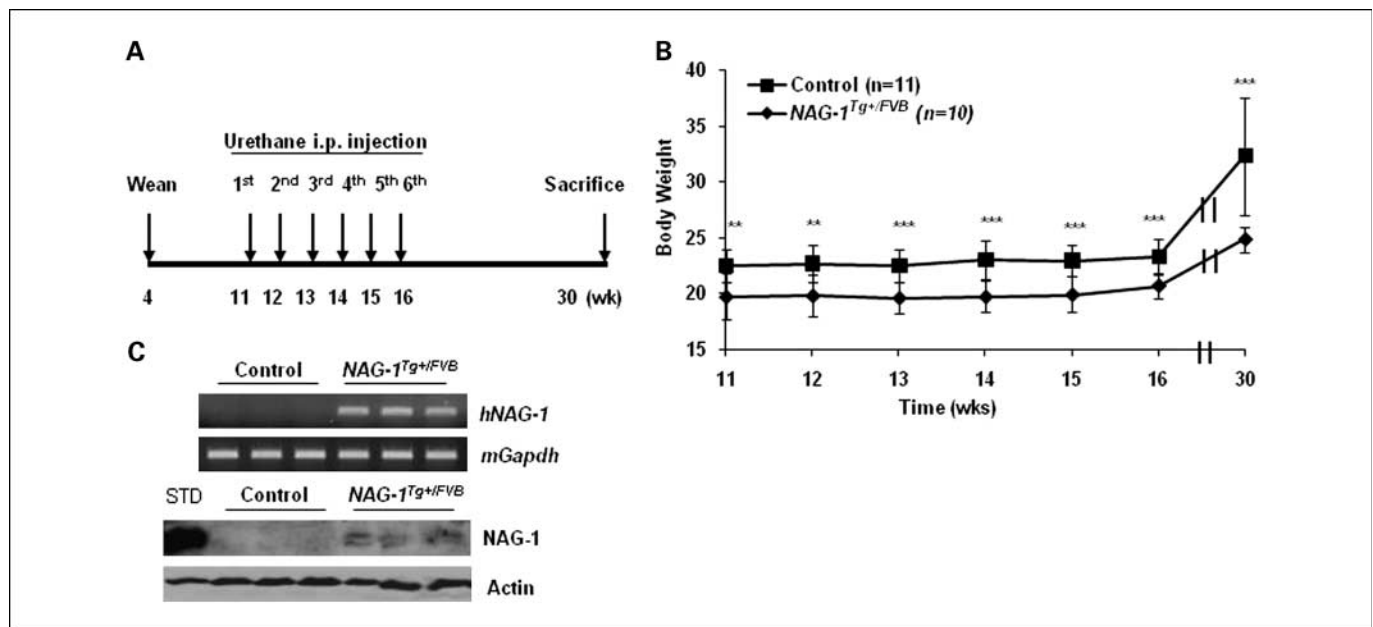 A
Urethane i.p. injection
Wean 1st 2nd 3rd 4th 5th 6th Sacrifice
4 11 12 13 14 15 16 30 (wk)
B
Control (n=11)
NAG-1Tg+/FVB (n=10)
Body Weight
40
35
30
25
20
15
** ** *** *** *** *** ***
11 12 13 14 15 16 30
Time (wks)
C
Control NAG-1Tg+/FVB
hNAG-1
mGapdh
STD Control NAG-1Tg+/FVB
NAG-1
Actin